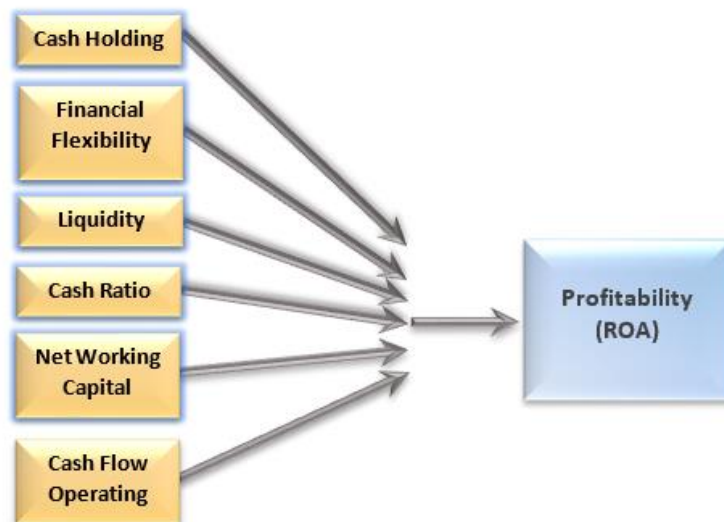 Cash Holding
Financial
Flexibility
Liquidity
Cash Ratio
Net Working
Capital
Cash Flow
Operating
Profitability
(ROA)